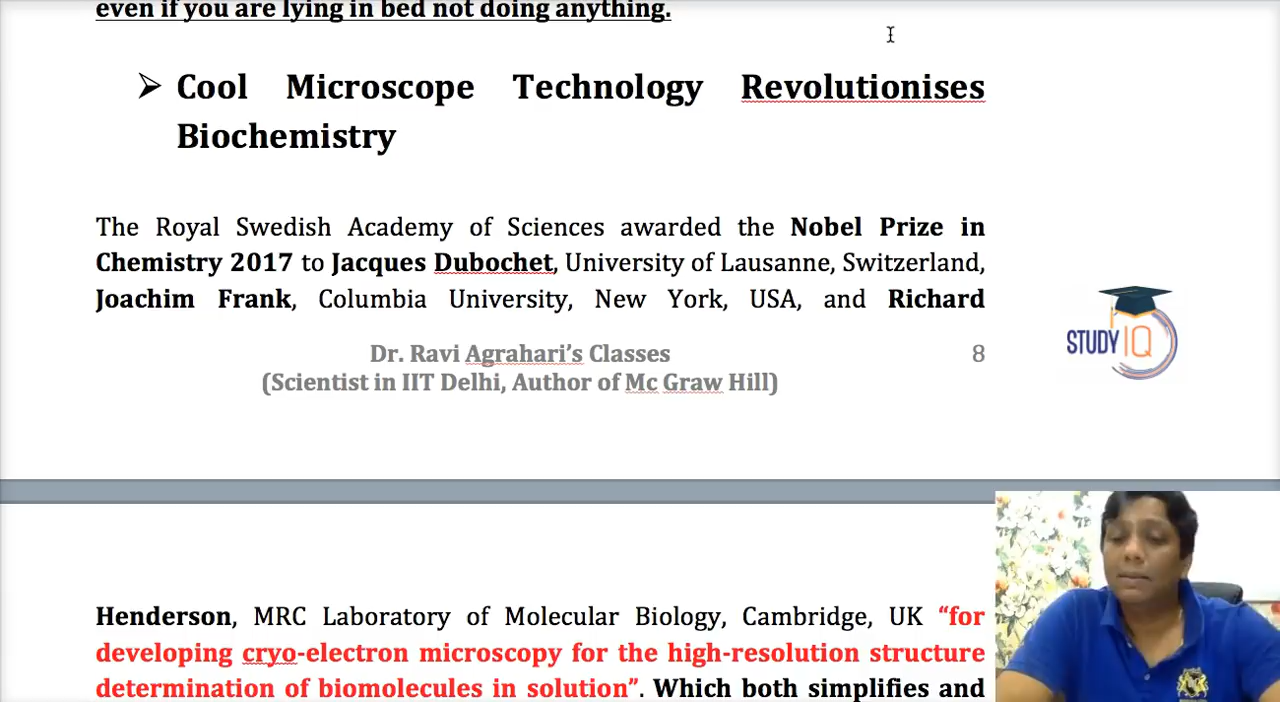 even if you are lying in bed not doing anything.
➢ Cool Microscope Technology Revolutionises
Biochemistry
The Royal Swedish Academy of Sciences awarded the Nobel Prize in
Chemistry 2017 to Jacques Dubochet, University of Lausanne, Switzerland,
Joachim Frank, Columbia University, New York, USA, and Richard
Dr. Ravi Agrahari’s Classes 8
(Scientist in IIT Delhi, Author of Mc Graw Hill)
STUDY IQ
Henderson, MRC Laboratory of Molecular Biology, Cambridge, UK “for
developing cryo-electron microscopy for the high-resolution structure
determination of biomolecules in solution”. Which both simplifies and